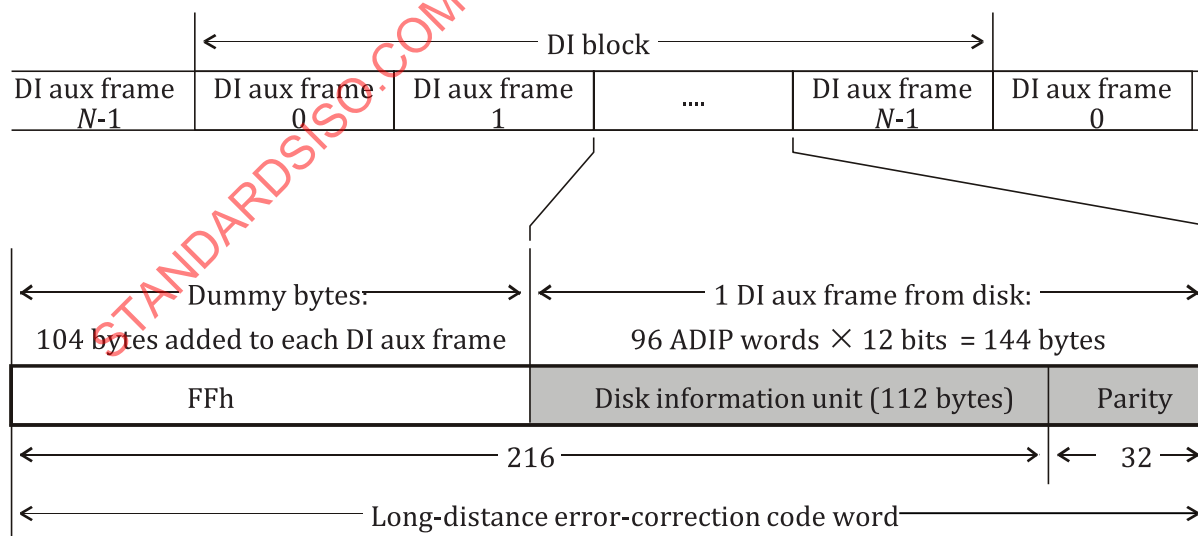 DI block
DI aux frame N-1 DI aux frame 0 DI aux frame 1 .... DI aux frame N-1 DI aux frame 0
Dummy bytes: 1 DI aux frame from disk:
104 bytes added to each DI aux frame 96 ADIP words × 12 bits = 144 bytes
FFh Disk information unit (112 bytes) Parity
216 32
Long-distance error-correction code word
STANDARDSISO.COM